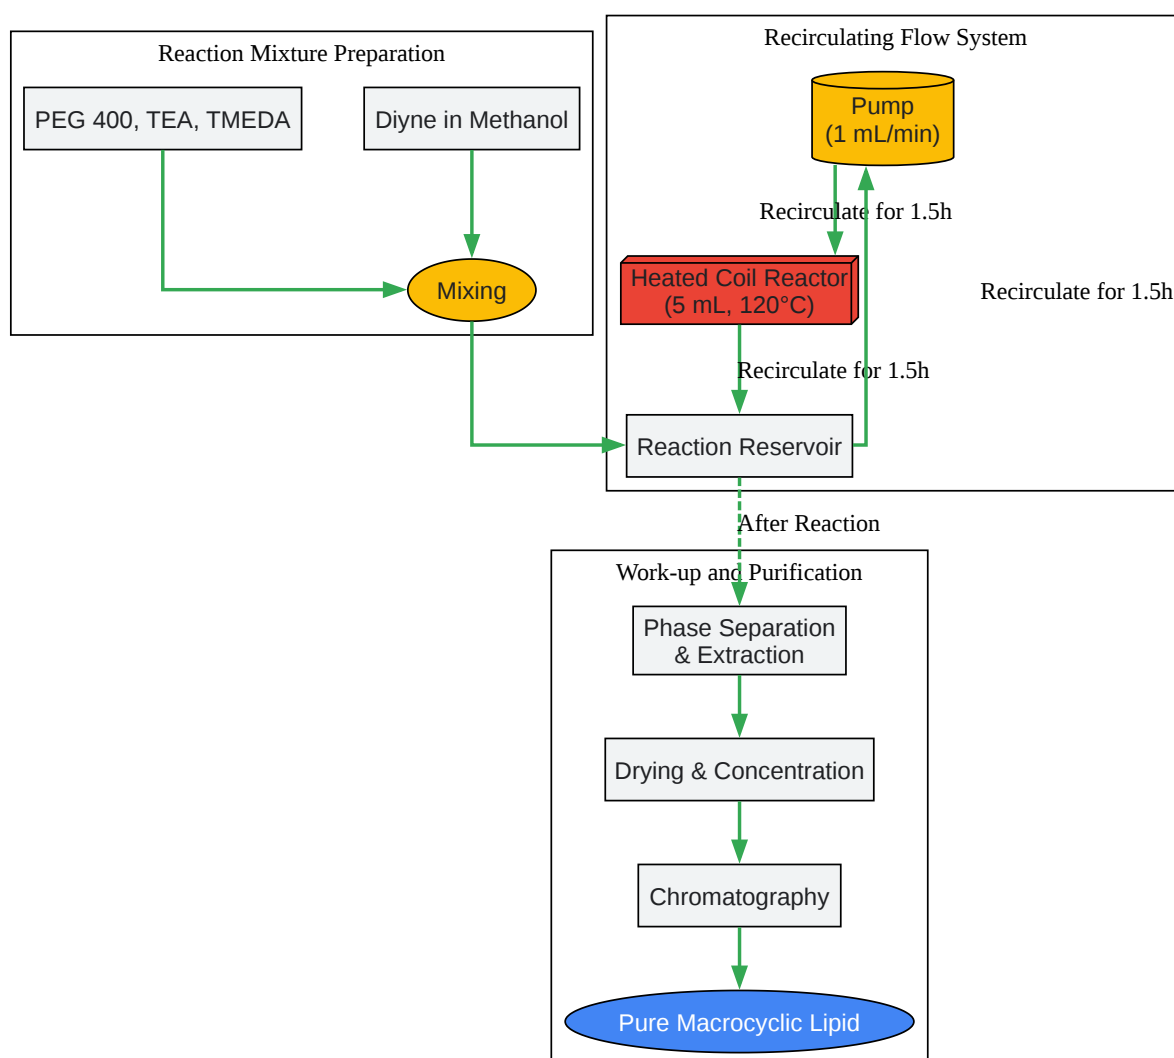 Reaction Mixture Preparation
PEG 400, TEA, TMEDA
Diyne in Methanol
Mixing
Recirculating Flow System
Pump
(1 mL/min)
Recirculate for 1.5h
Heated Coil Reactor
(5 mL, 120°C)
Recirculate for 1.5h
Recirculate for 1.5h
Reaction Reservoir
After Reaction
Work-up and Purification
Phase Separation
& Extraction
Drying & Concentration
Chromatography
Pure Macrocyclic Lipid